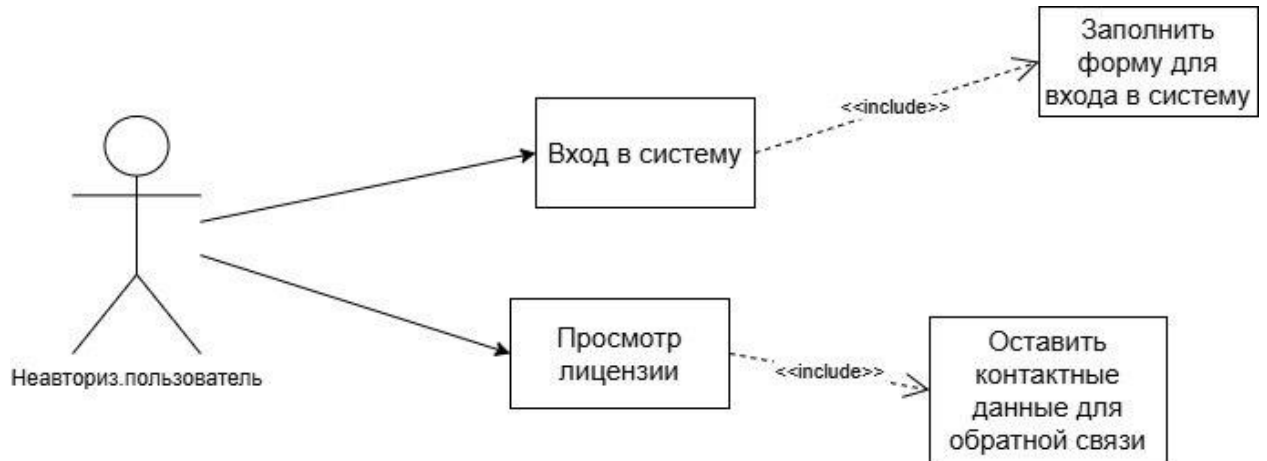 Заполнить
форму для
входа в систему
<<include>>
Вход в систему
Просмотр
лицензии
<<include>>
Оставить
контактные
данные для
обратной связи
Неавториз.пользователь